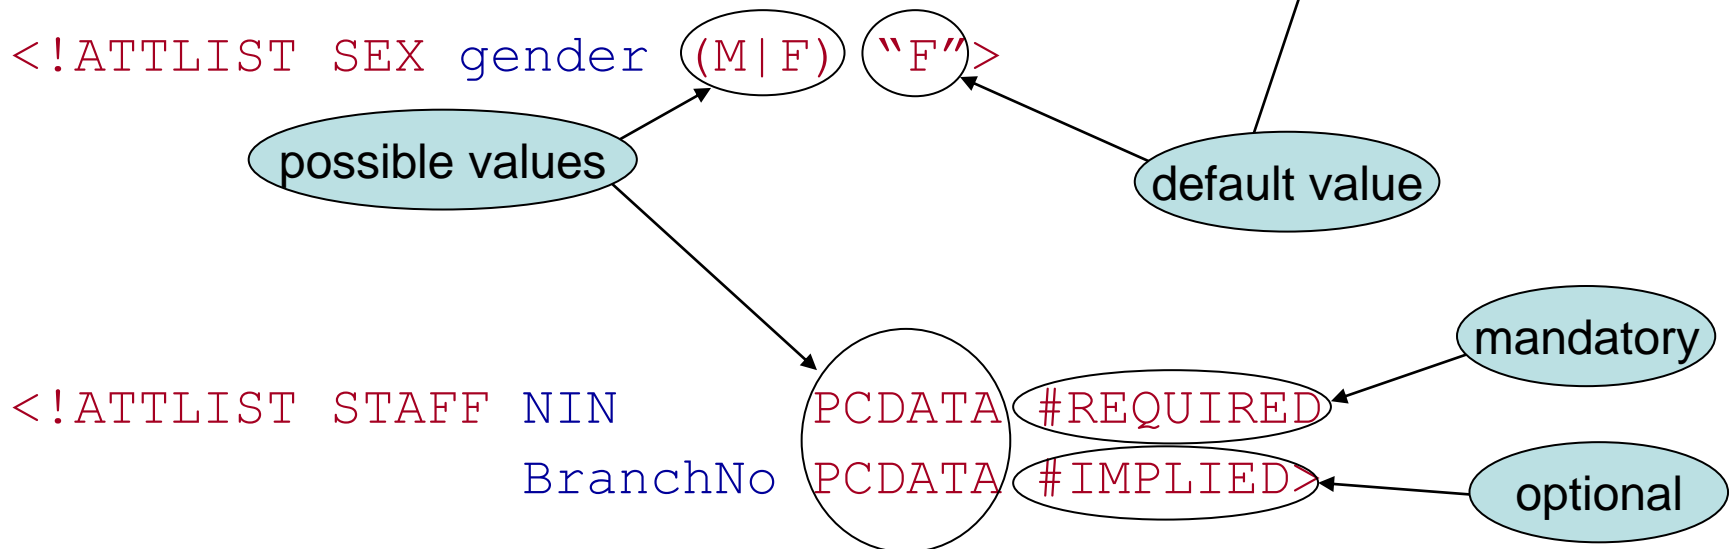 <!ATTLIST SEX gender (M|F) “F”>
possible values
default value
mandatory
<!ATTLIST STAFF NIN PCDATA #REQUIRED
BranchNo PCDATA #IMPLIED>
optional